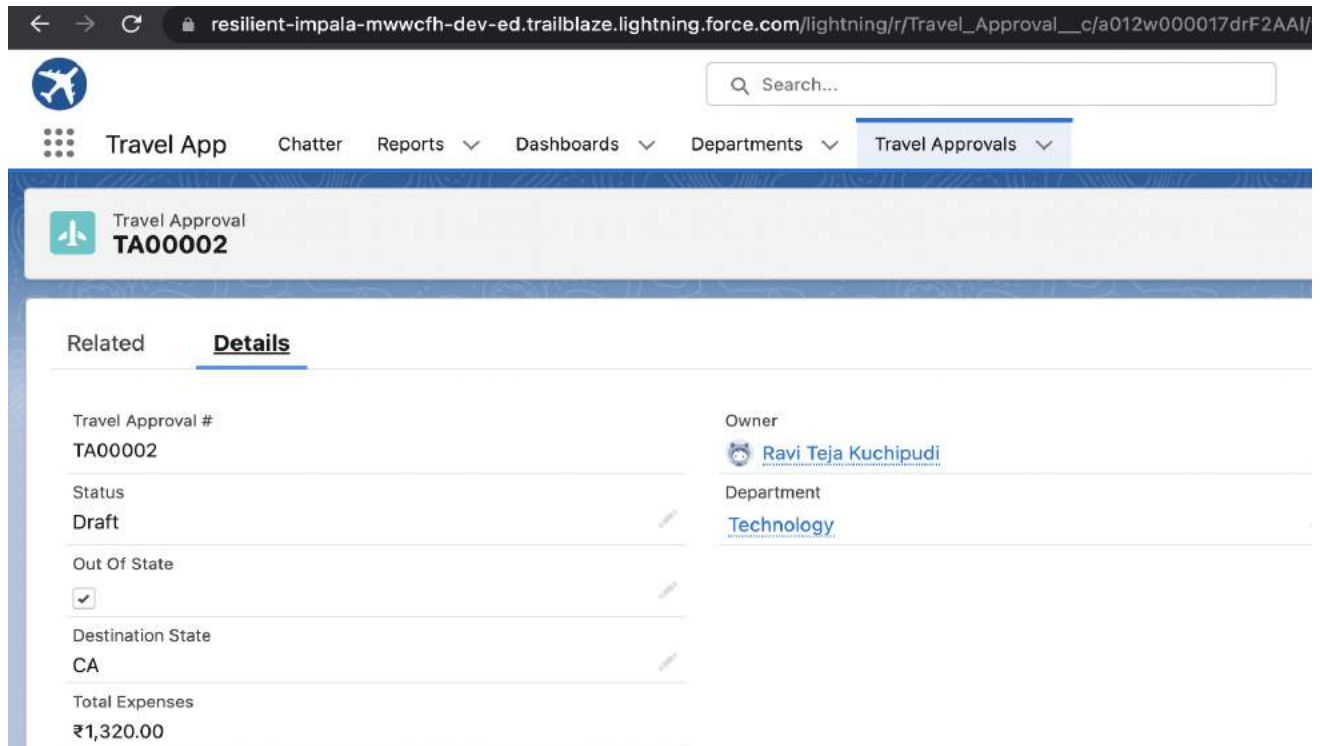 resilient-impala-mwwcfh-dev-ed.trailblaze.lightning.force.com/lightning/r/Travel_Approval__c/a012w000017drF2AAI/
Search...
Travel App Chatter Reports Dashboards Departments Travel Approvals
Travel Approval
TA00002
Related Details
Travel Approval #
TA00002
Owner
Ravi Teja Kuchipudi
Status
Draft
Department
Technology
Out Of State
Destination State
CA
Total Expenses
₹1,320.00